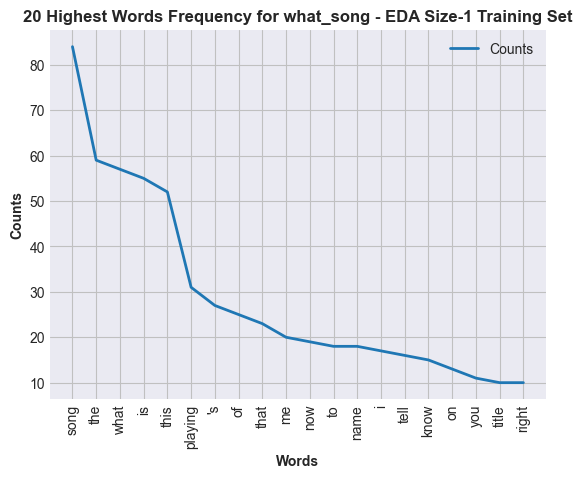 20 Highest Words Frequency for what_song - EDA Size-1 Training Set
Counts
Counts
80
70
60
50
40
30
20
10
song
the
what
is
this
playing
's
of
that
me
now
to
name
i
tell
know
on
you
title
right
Words